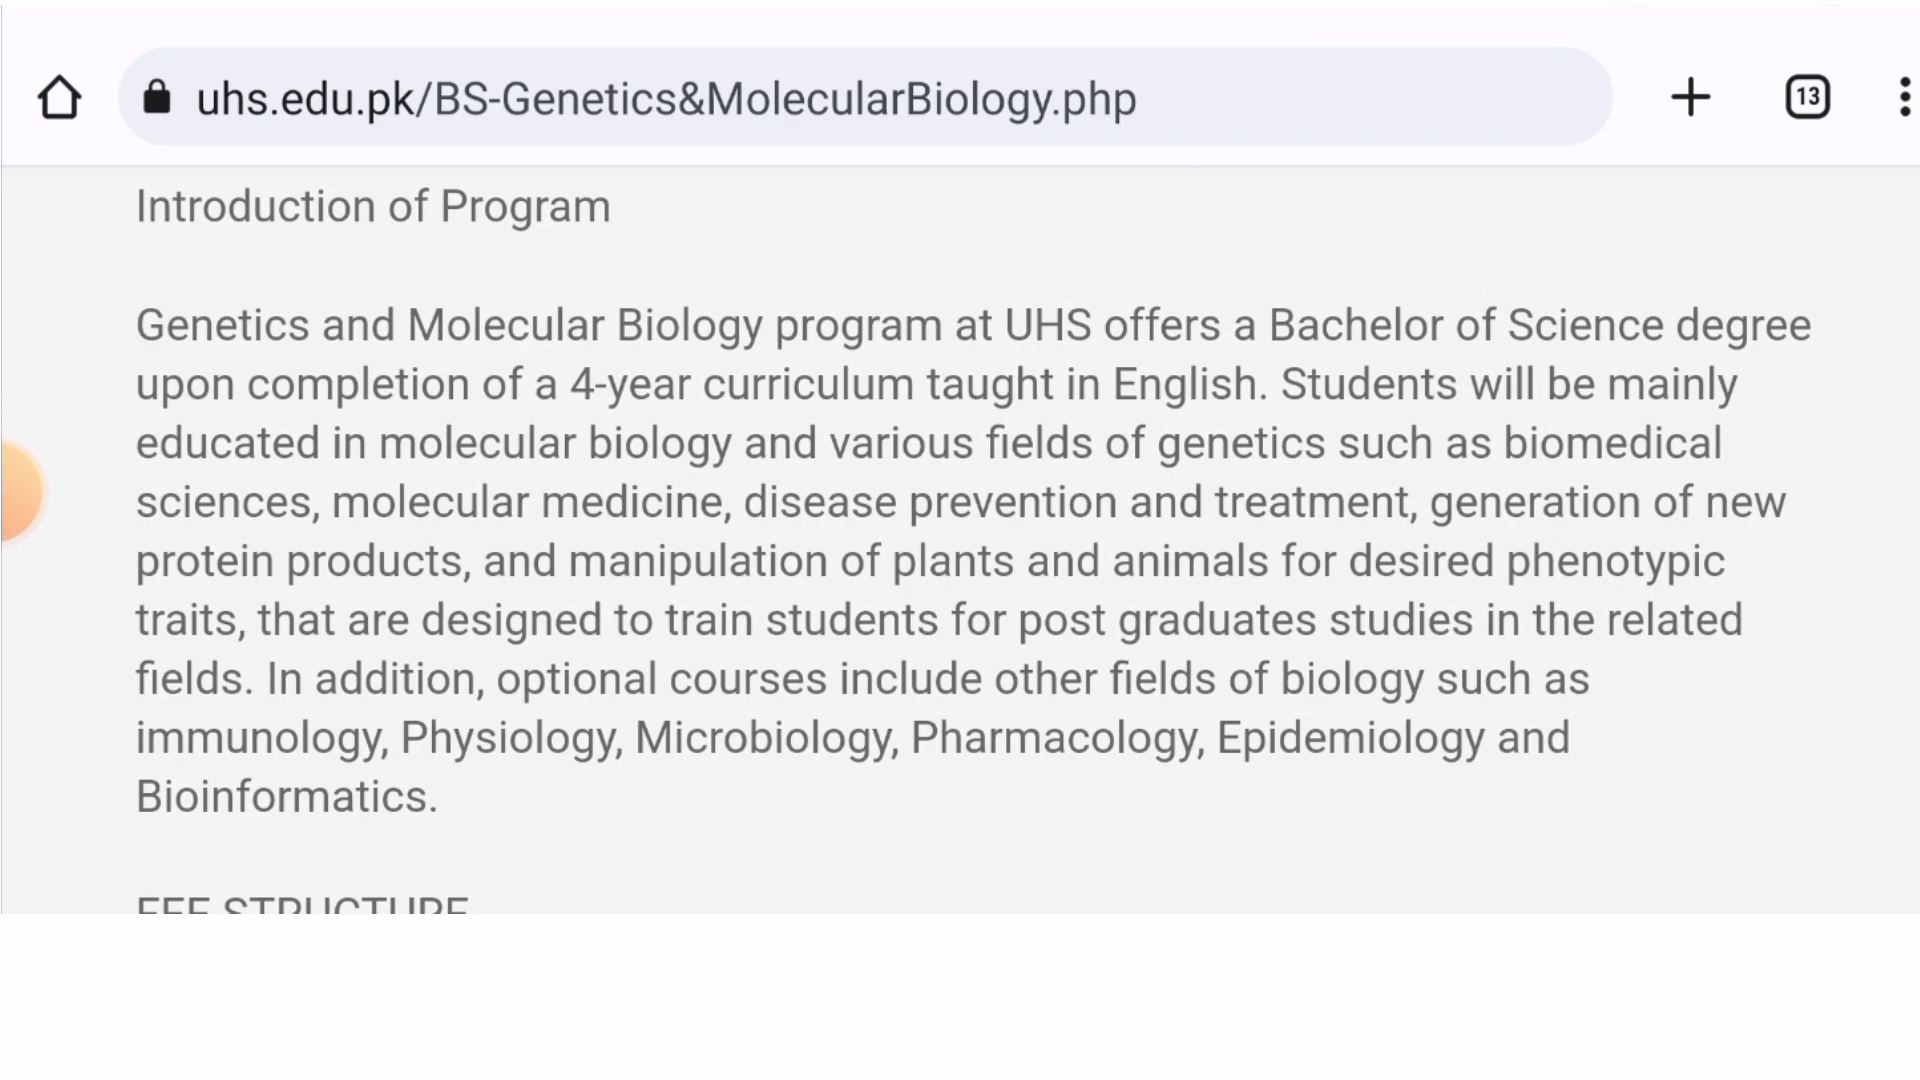 uhs.edu.pk/BS-Genetics&MolecularBiology.php
13
Introduction of Program
Genetics and Molecular Biology program at UHS offers a Bachelor of Science degree
upon completion of a 4-year curriculum taught in English. Students will be mainly
educated in molecular biology and various fields of genetics such as biomedical
sciences, molecular medicine, disease prevention and treatment, generation of new
protein products, and manipulation of plants and animals for desired phenotypic
traits, that are designed to train students for post graduates studies in the related
fields. In addition, optional courses include other fields of biology such as
immunology, Physiology, Microbiology, Pharmacology, Epidemiology and
Bioinformatics.
FEE STRUCTURE